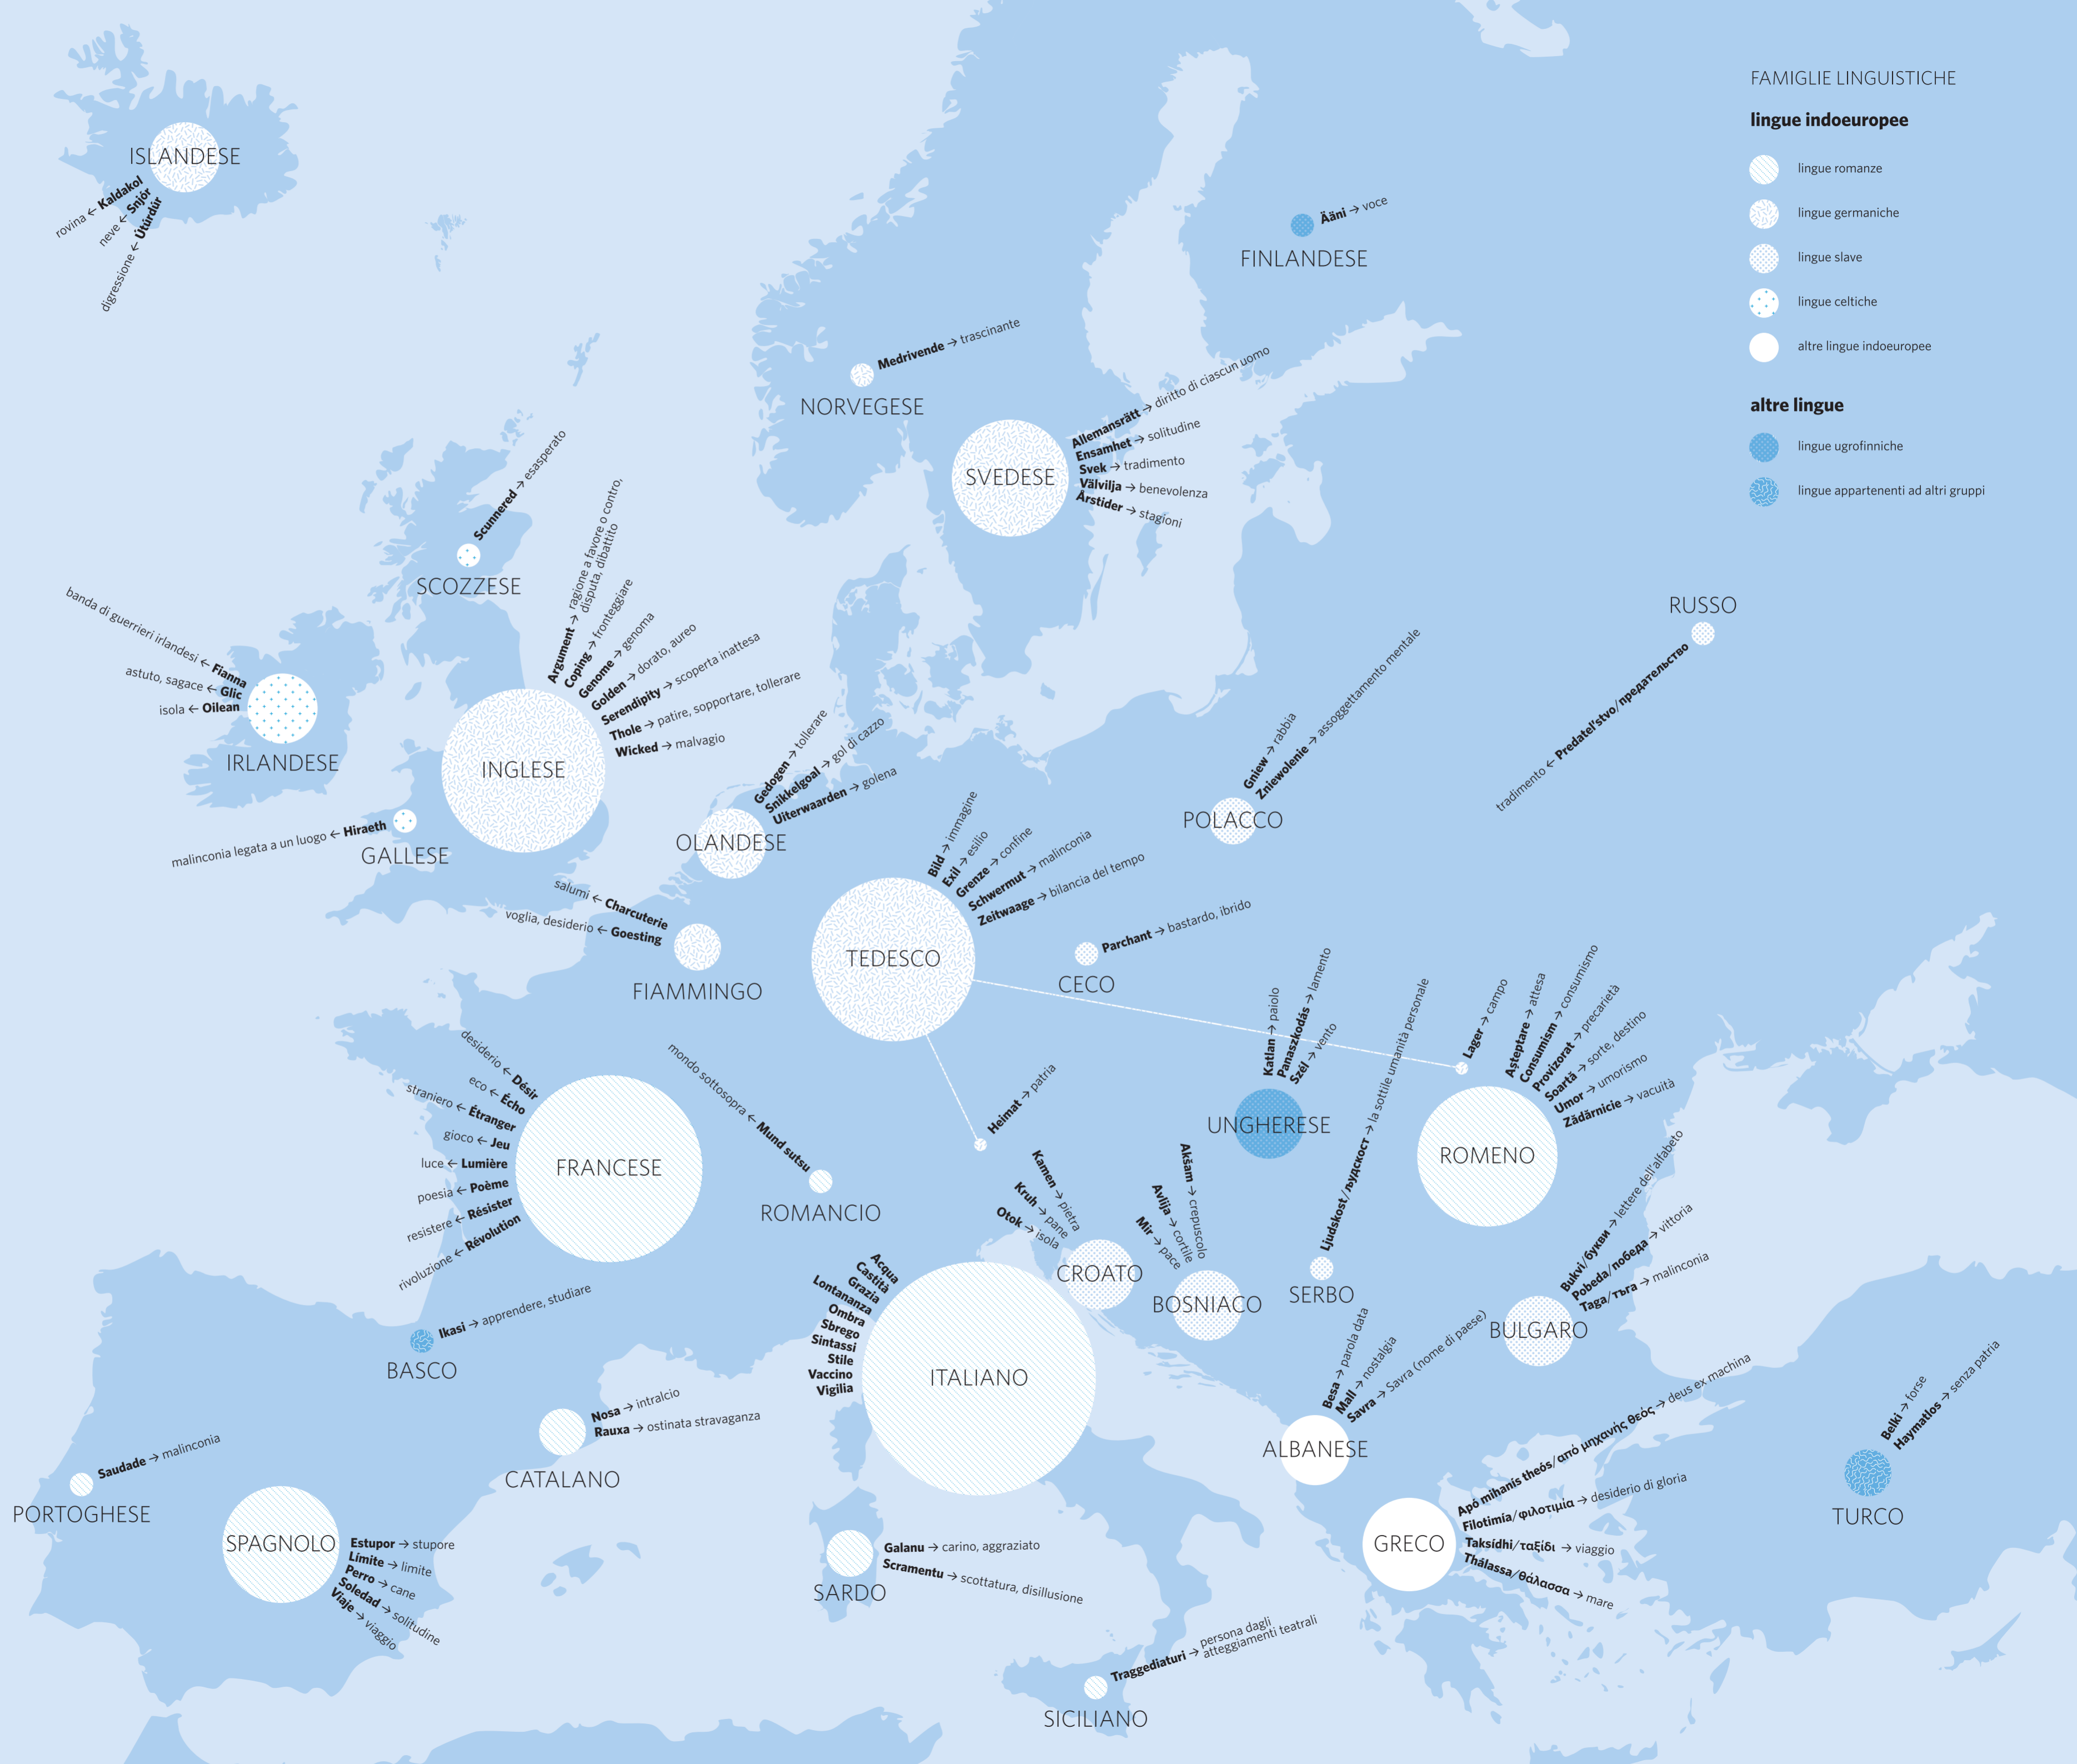 FAMIGLIE LINGUISTICHE
lingue indoeuropee
lingue romanze
lingue germaniche
lingue slave
lingue celtiche
altre lingue indoeuropee
altre lingue
lingue ugrofinniche
lingue appartenenti ad altri gruppi
ISLANDESE
rovina ← Kaldakol
neve ← Snjór
digressione ← Útúrdúr
FINLANDESE
Ääni → voce
NORVEGESE
Medrivende → trascinante
SVEDESE
Allemansrätt → diritto di ciascun uomo
Ensamhet → solitudine
Svek → tradimento
Välvilja → benevolenza
Årstider → stagioni
SCOZZESE
Scunnered → esasperato
IRLANDESE
banda di guerrieri irlandesi ← Fianna
astuto, sagace ← Glic
isola ← Oilean
GALLESE
malinconia legata a un luogo ← Hiraeth
INGLESE
Argument → ragione a favore o contro,
disputa, dibattito
Coping → fronteggiare
Genome → genoma
Golden → dorato, aureo
Serendipity → scoperta inattesa
Thole → patire, sopportare, tollerare
Wicked → malvagio
OLANDESE
Gedogen → tollerare
Snikkelgoal → gol di cazzo
Uiterwaarden → golena
FIAMMINGO
salumi ← Charcuterie
voglia, desiderio ← Goesting
TEDESCO
Bild → immagine
Exil → esilio
Grenze → confine
Schwermut → malinconia
Zeitwaage → bilancia del tempo
Heimat → patria
Lager → campo
POLACCO
Gniew → rabbia
Zniewolenie → assoggettamento mentale
RUSSO
tradimento ← Predatel'stvo/предательство
CECO
Parchant → bastardo, ibrido
UNGHERESE
Katlan → paiolo
Panaszkodás → lamento
Szél → vento
ROMENO
Așteptare → attesa
Consumism → consumismo
Provizorat → precarietà
Soartă → sorte, destino
Umor → umorismo
Zădărnicie → vacuità
FRANCESE
desiderio ← Désir
eco ← Écho
straniero ← Étranger
gioco ← Jeu
luce ← Lumière
poesia ← Poème
resistere ← Résister
rivoluzione ← Révolution
ROMANCIO
mondo sottosopra ← Mund sutsu
CROATO
Kamen → pietra
Kruh → pane
Otok → isola
BOSNIACO
Akšam → crepuscolo
Avlija → cortile
Mir → pace
SERBO
Ljudskost/људскост → la sottile umanità personale
BULGARO
Bukvi/букви → lettere dell'alfabeto
Pobeda/победа → vittoria
Taga/тъга → malinconia
ITALIANO
Acqua
Castità
Grazia
Lontananza
Ombra
Sbrego
Sintassi
Stile
Vaccino
Vigilia
BASCO
Ikasi → apprendere, studiare
CATALANO
Nosa → intralcio
Rauxa → ostinata stravaganza
PORTOGHESE
Saudade → malinconia
SPAGNOLO
Estupor → stupore
Límite → limite
Perro → cane
Soledad → solitudine
Viaje → viaggio
SARDO
Galanu → carino, aggraziato
Scramentu → scottatura, disillusione
SICILIANO
Traggediaturi → persona dagli
atteggiamenti teatrali
ALBANESE
Besa → parola data
Mall → nostalgia
Savra → Savra (nome di paese)
GRECO
Apó mihanis theós/από μηχανής θεός → deus ex machina
Filotimía/φιλοτιμία → desiderio di gloria
Taksídhi/ταξίδι → viaggio
Thálassa/θάλασσα → mare
TURCO
Belki → forse
Haymatlos → senza patria